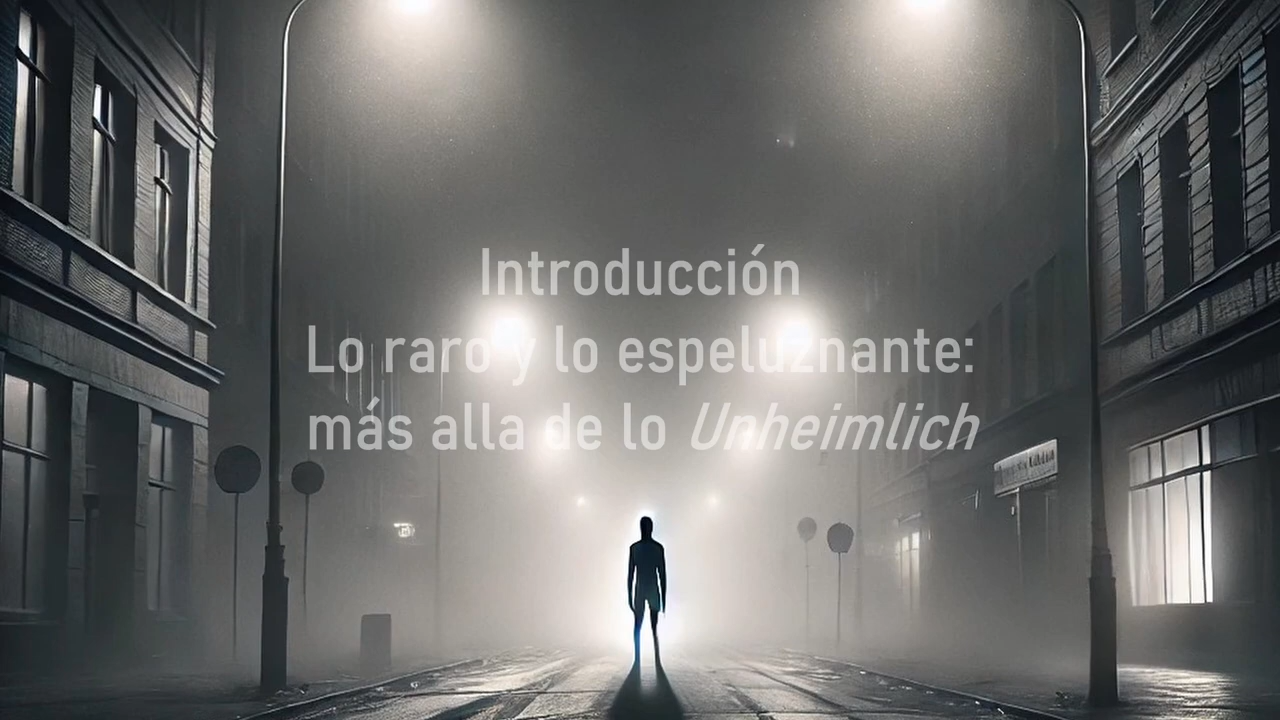 Introducción
Lo raro y lo espeluznante:
más alla de lo Unheimlich